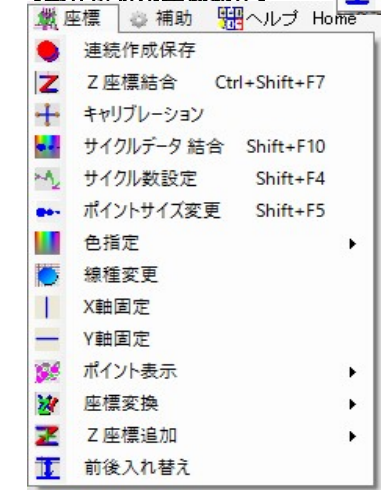 座標 補助 ヘルプ Home
連続作成保存
Z 座標結合 Ctrl+Shift+F7
キャリブレーション
サイクルデータ 結合 Shift+F10
サイクル数設定 Shift+F4
ポイントサイズ変更 Shift+F5
色指定
線種変更
X軸固定
Y軸固定
ポイント表示
座標変換
Z 座標追加
前後入れ替え